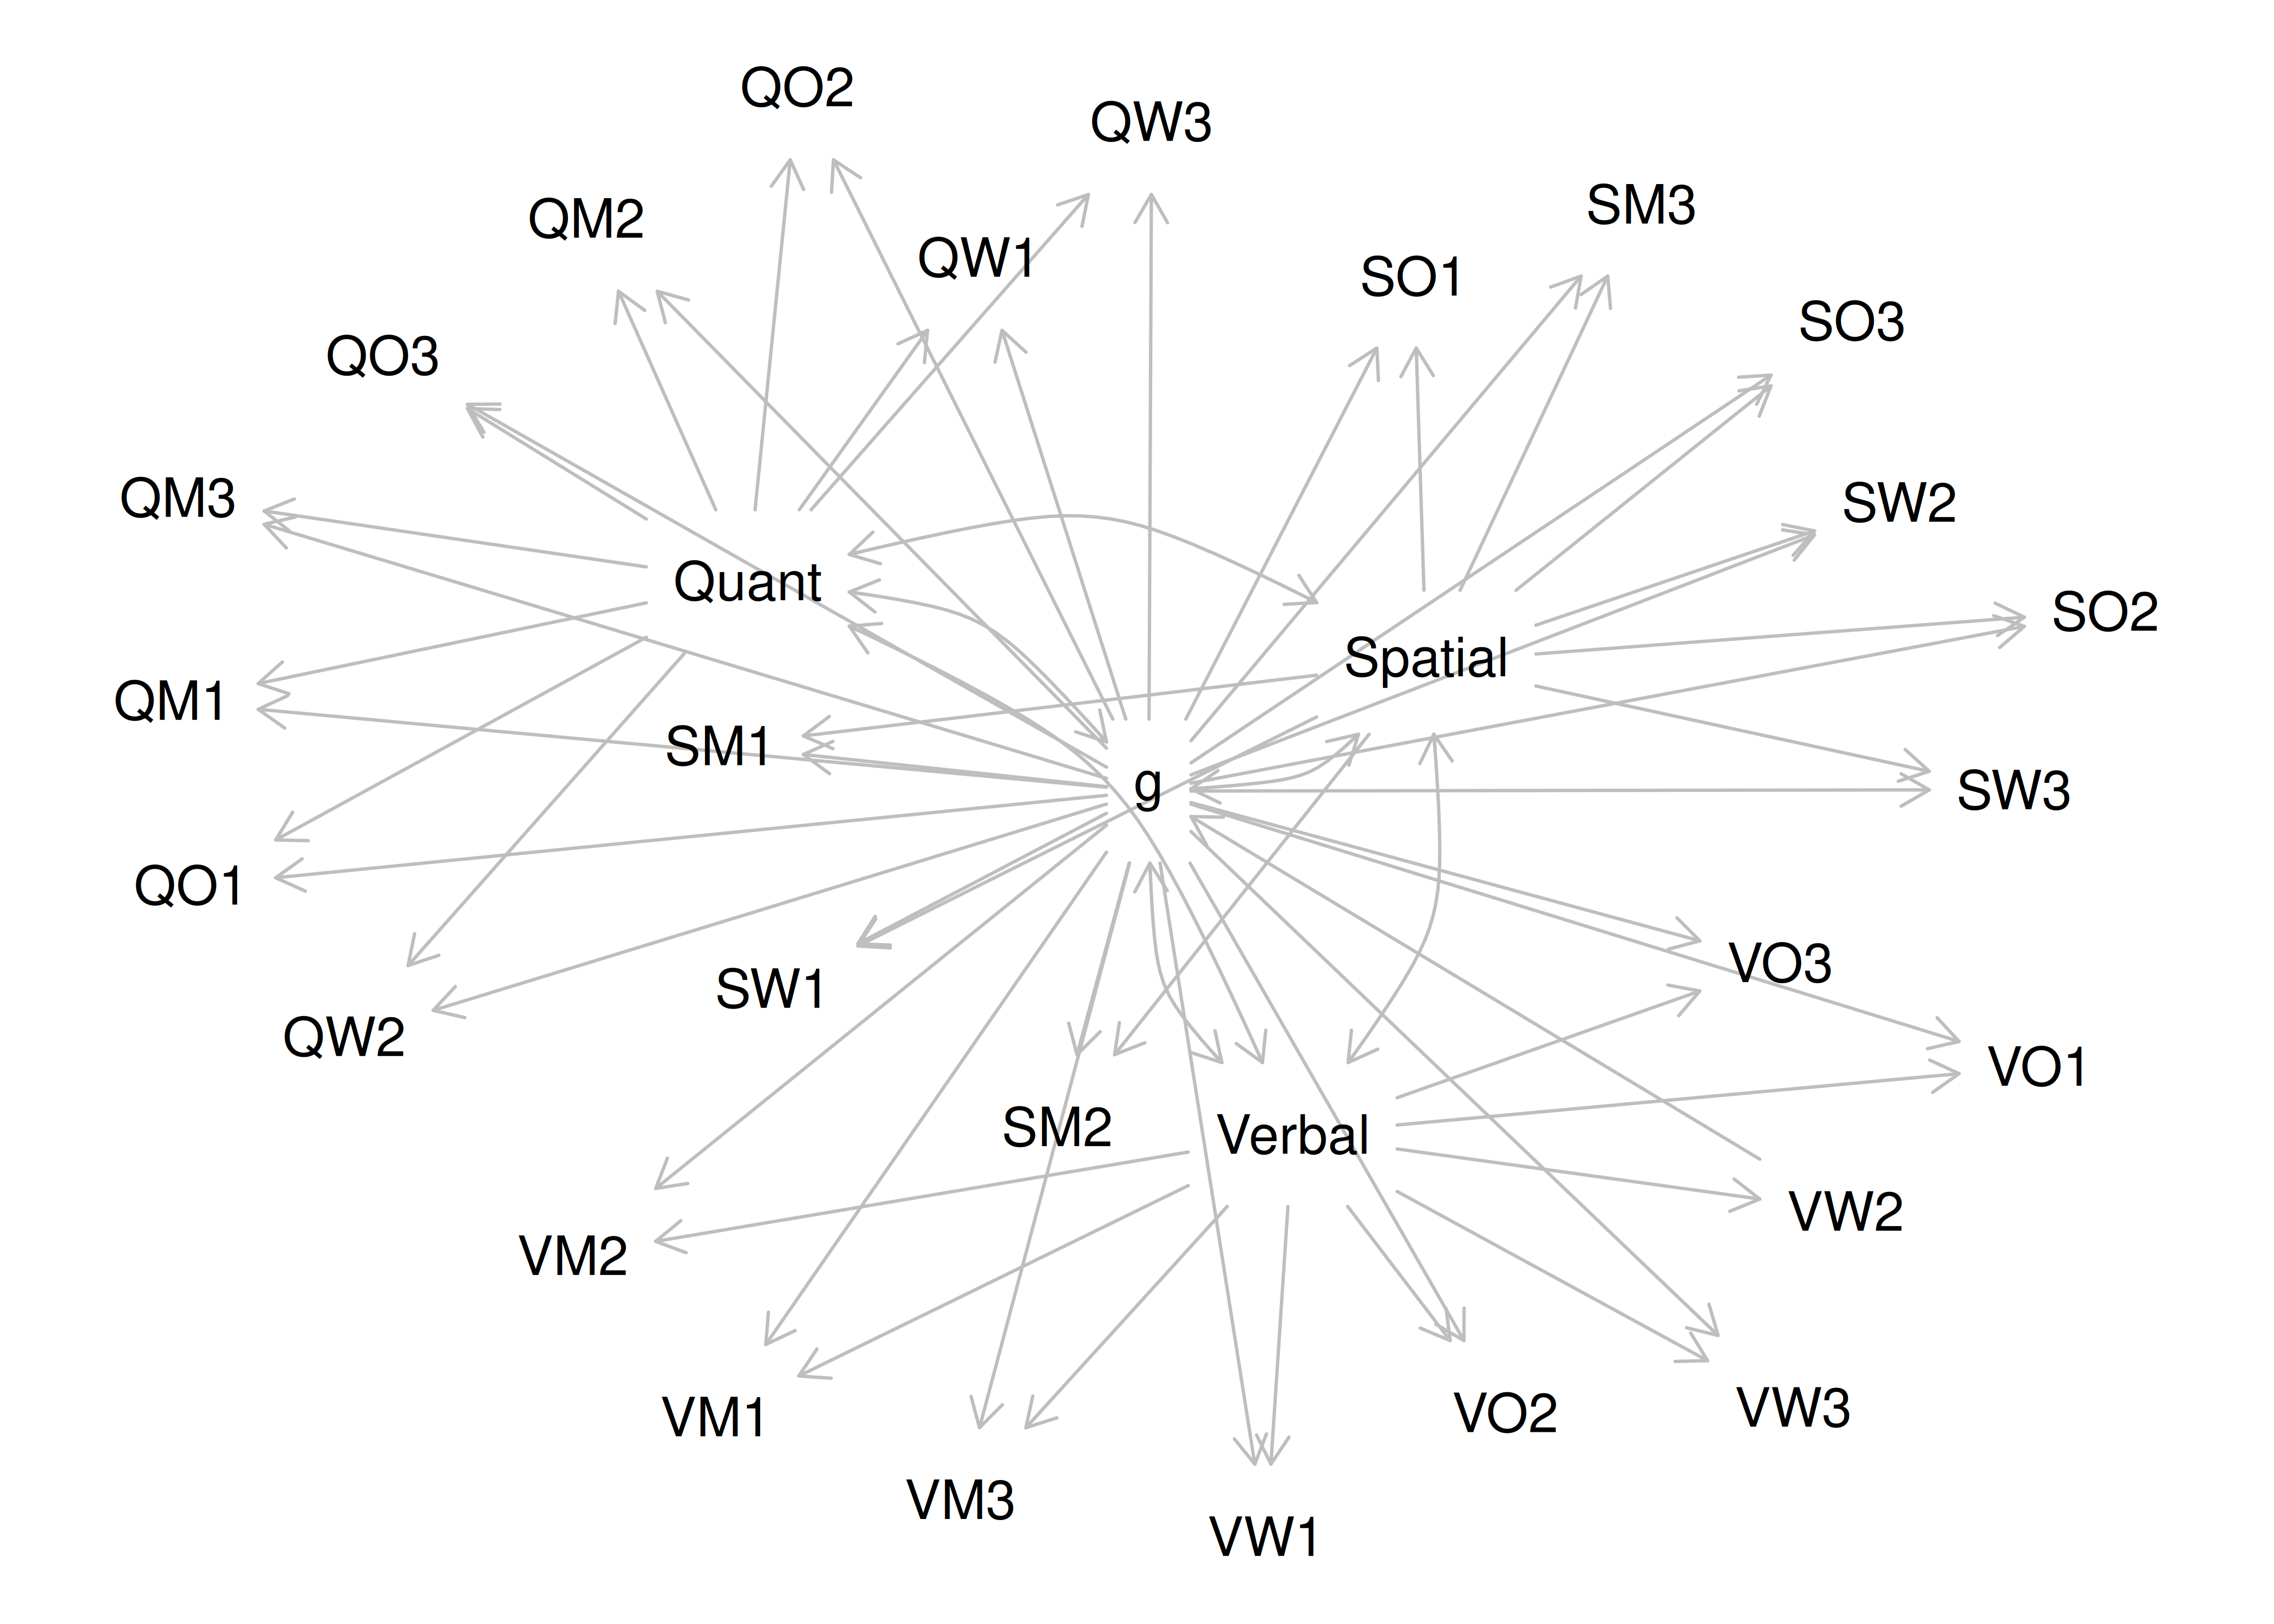 QO2
QW3
SM3
QM2
QW1
SO1
SO3
QO3
QM3
SW2
Quant
SO2
Spatial
QM1
SM1
g
SW3
QO1
VO3
SW1
QW2
VO1
SM2
Verbal
VW2
VM2
VW3
VO2
VM1
VM3
VW1